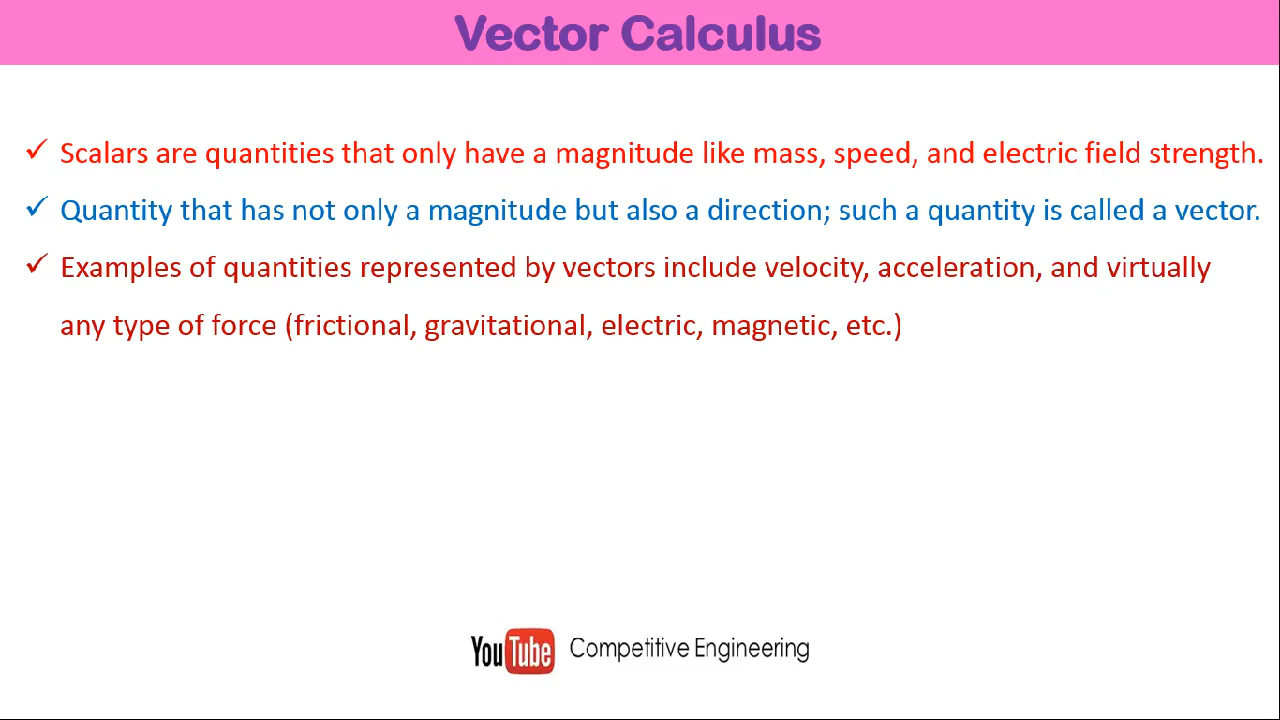 Vector Calculus
✓ Scalars are quantities that only have a magnitude like mass, speed, and electric field strength.
✓ Quantity that has not only a magnitude but also a direction; such a quantity is called a vector.
✓ Examples of quantities represented by vectors include velocity, acceleration, and virtually
any type of force (frictional, gravitational, electric, magnetic, etc.)
YouTube Competitive Engineering